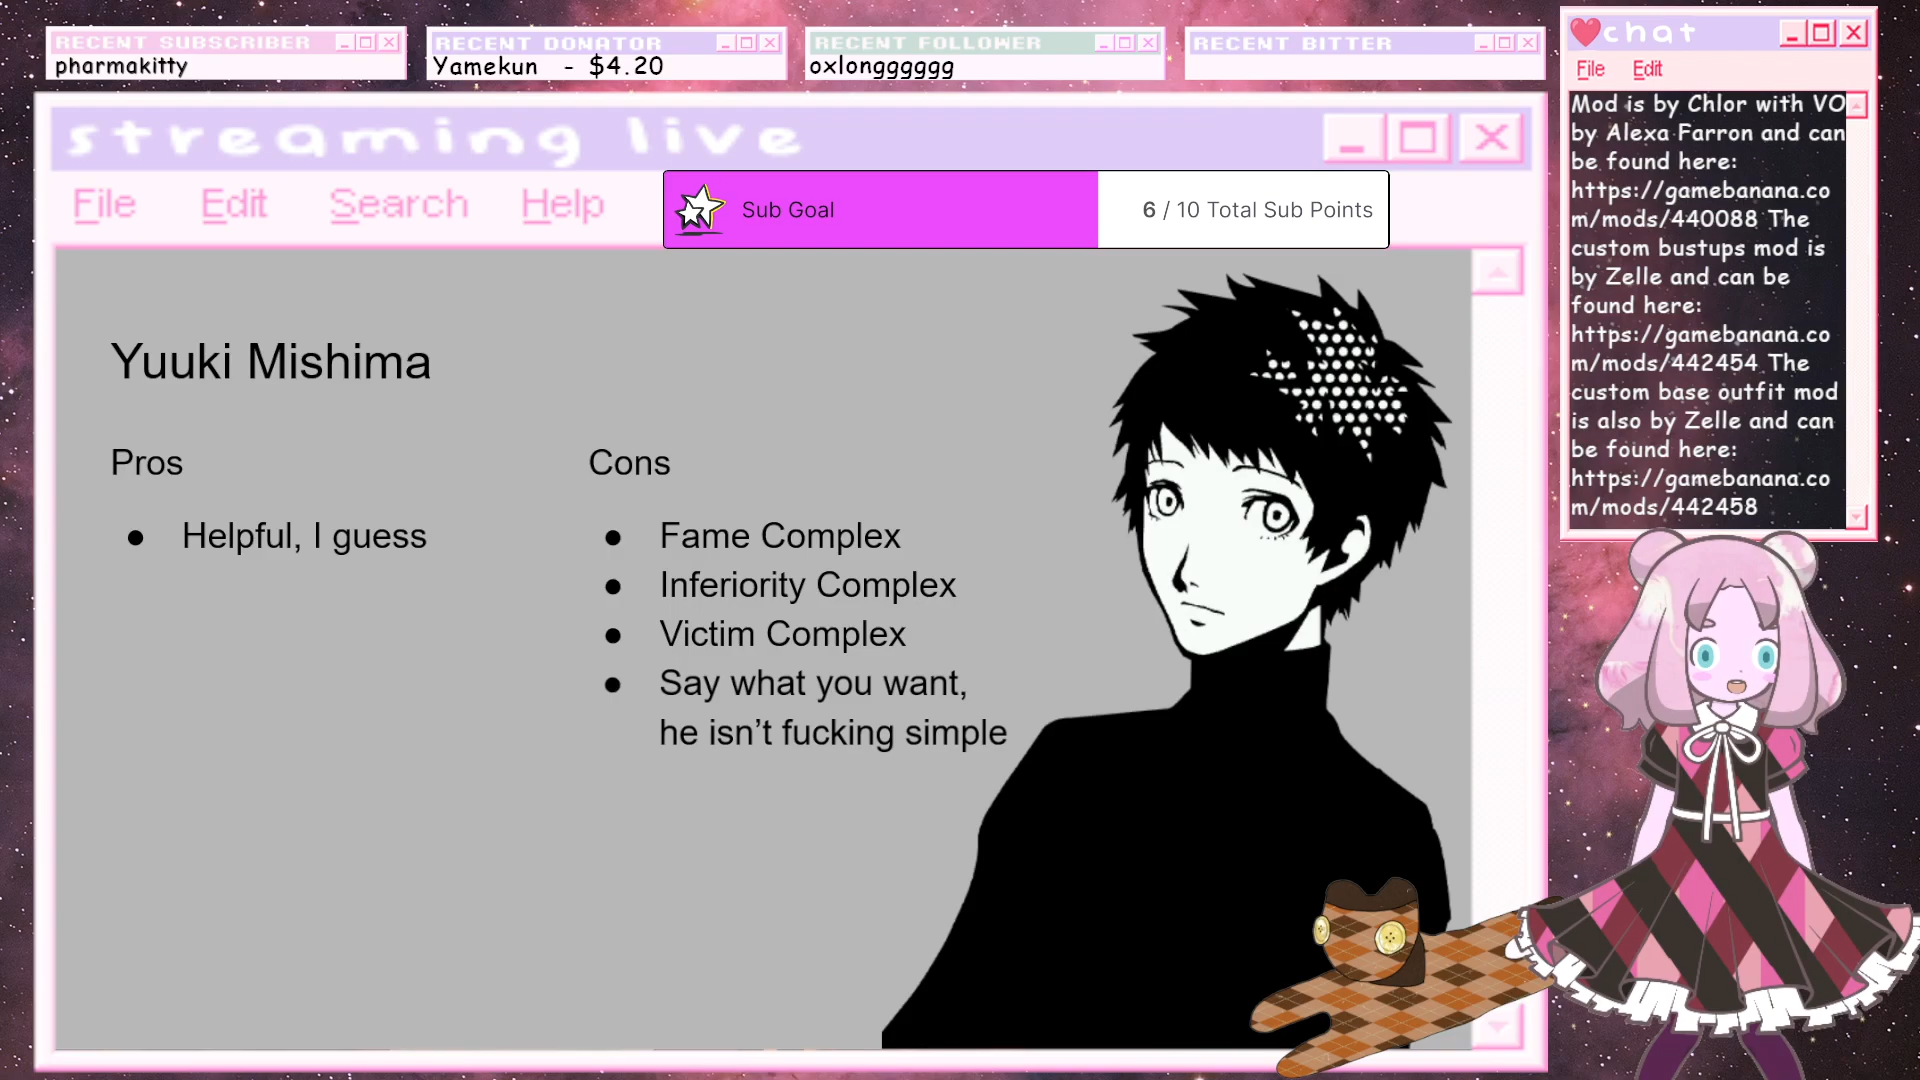 RECENT SUBSCRIBER
pharmakitty
RECENT DONATOR
Yamekun - $4.20
RECENT FOLLOWER
oxlongggggg
RECENT BITTER
chat
File Edit
Mod is by Chlor with VO
by Alexa Farron and can
be found here:
https://gamebanana.co
m/mods/440088 The
custom bustups mod is
by Zelle and can be
found here:
https://gamebanana.co
m/mods/442454 The
custom base outfit mod
is also by Zelle and can
be found here:
https://gamebanana.co
m/mods/442458
streaming live
File Edit Search Help
Sub Goal 6 / 10 Total Sub Points
Yuuki Mishima
Pros
● Helpful, I guess
Cons
● Fame Complex
● Inferiority Complex
● Victim Complex
● Say what you want,
he isn’t fucking simple